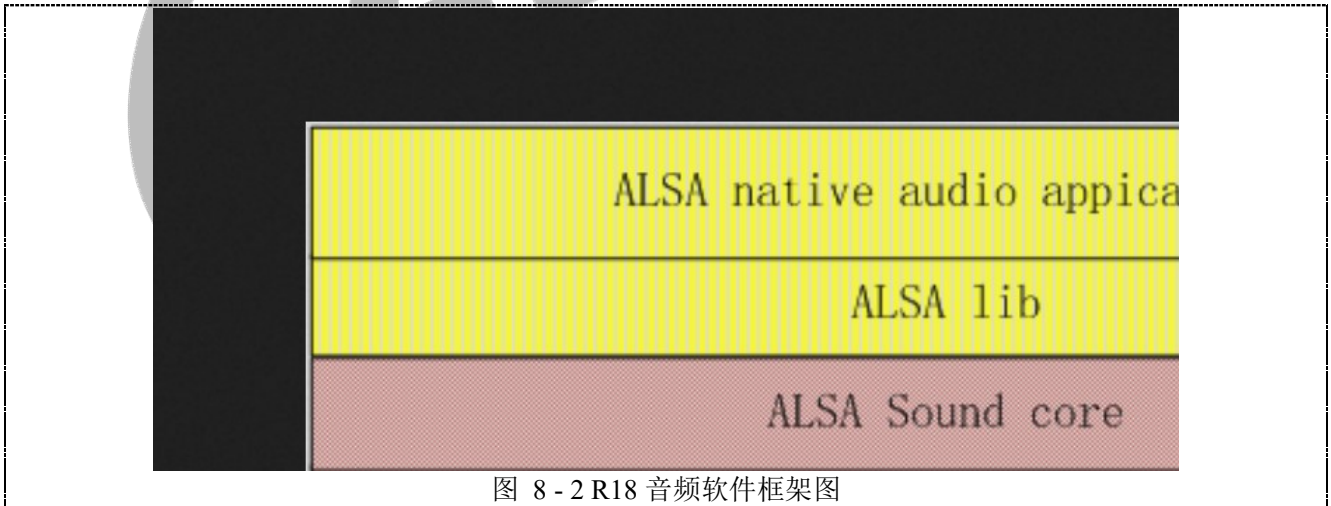 ALSA native audio appica
ALSA lib
ALSA Sound core
图 8 - 2 R18 音频软件框架图